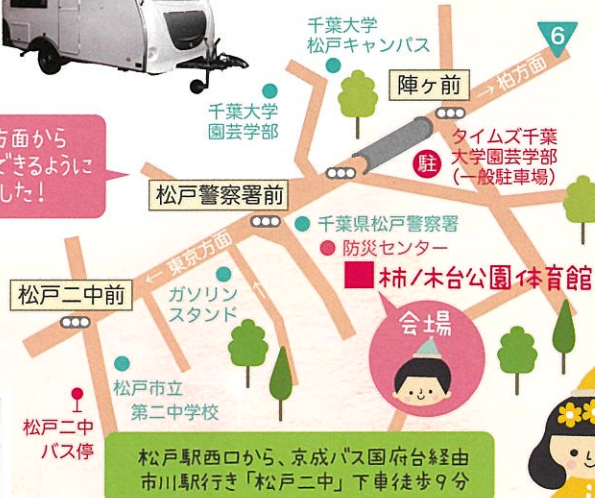 千葉大学
松戸キャンパス
6
陣ヶ前
→ 柏方面
千葉大学
園芸学部
方面から
できるように
した！
駐
タイムズ千葉
大学園芸学部
（一般駐車場）
松戸警察署前
千葉県松戸警察署
← 東京方面
防災センター
柿ノ木台公園体育館
松戸二中前
ガソリン
スタンド
会場
松戸市立
第二中学校
松戸二中
バス停
松戸駅西口から、京成バス国府台経由
市川駅行き「松戸二中」下車徒歩9分